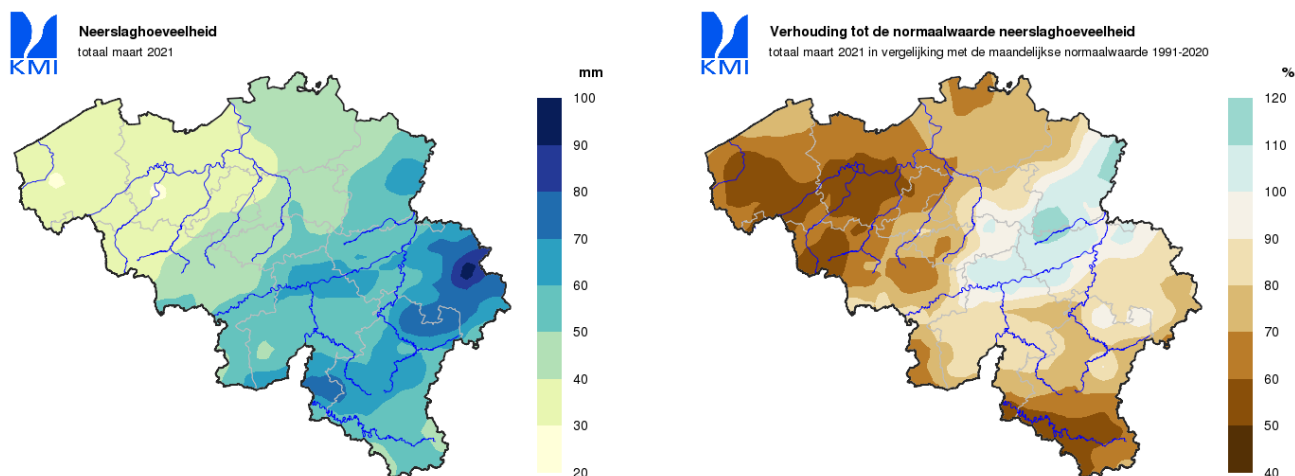 KMI
Neerslaghoeveelheid
totaal maart 2021
mm
100
90
80
70
60
50
40
30
20
KMI
Verhouding tot de normaalwaarde neerslaghoeveelheid
totaal maart 2021 in vergelijking met de maandelijkse normaalwaarde 1991-2020
%
120
110
100
90
80
70
60
50
40